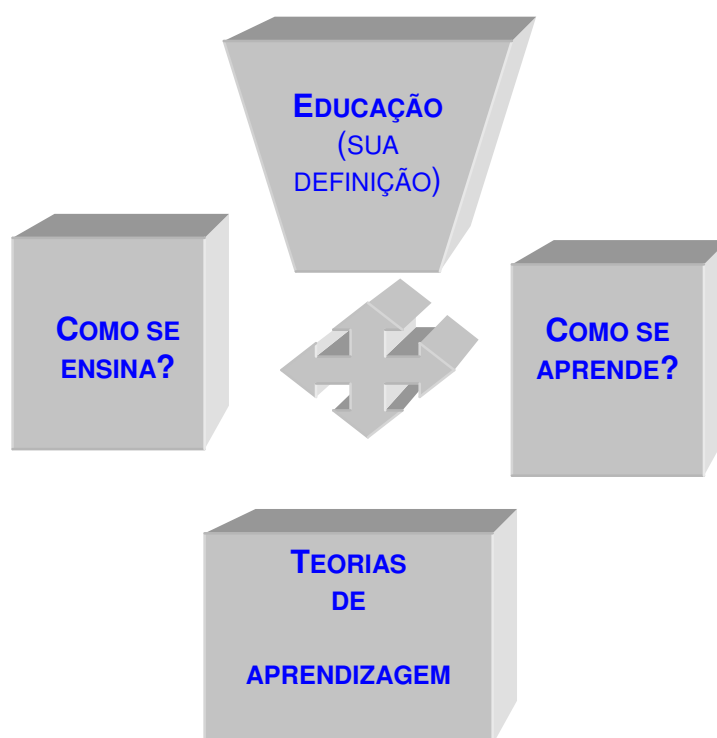 EDUCAÇÃO
(SUA
DEFINIÇÃO)
COMO SE
ENSINA?
COMO SE
APRENDE?
TEORIAS
DE
APRENDIZAGEM